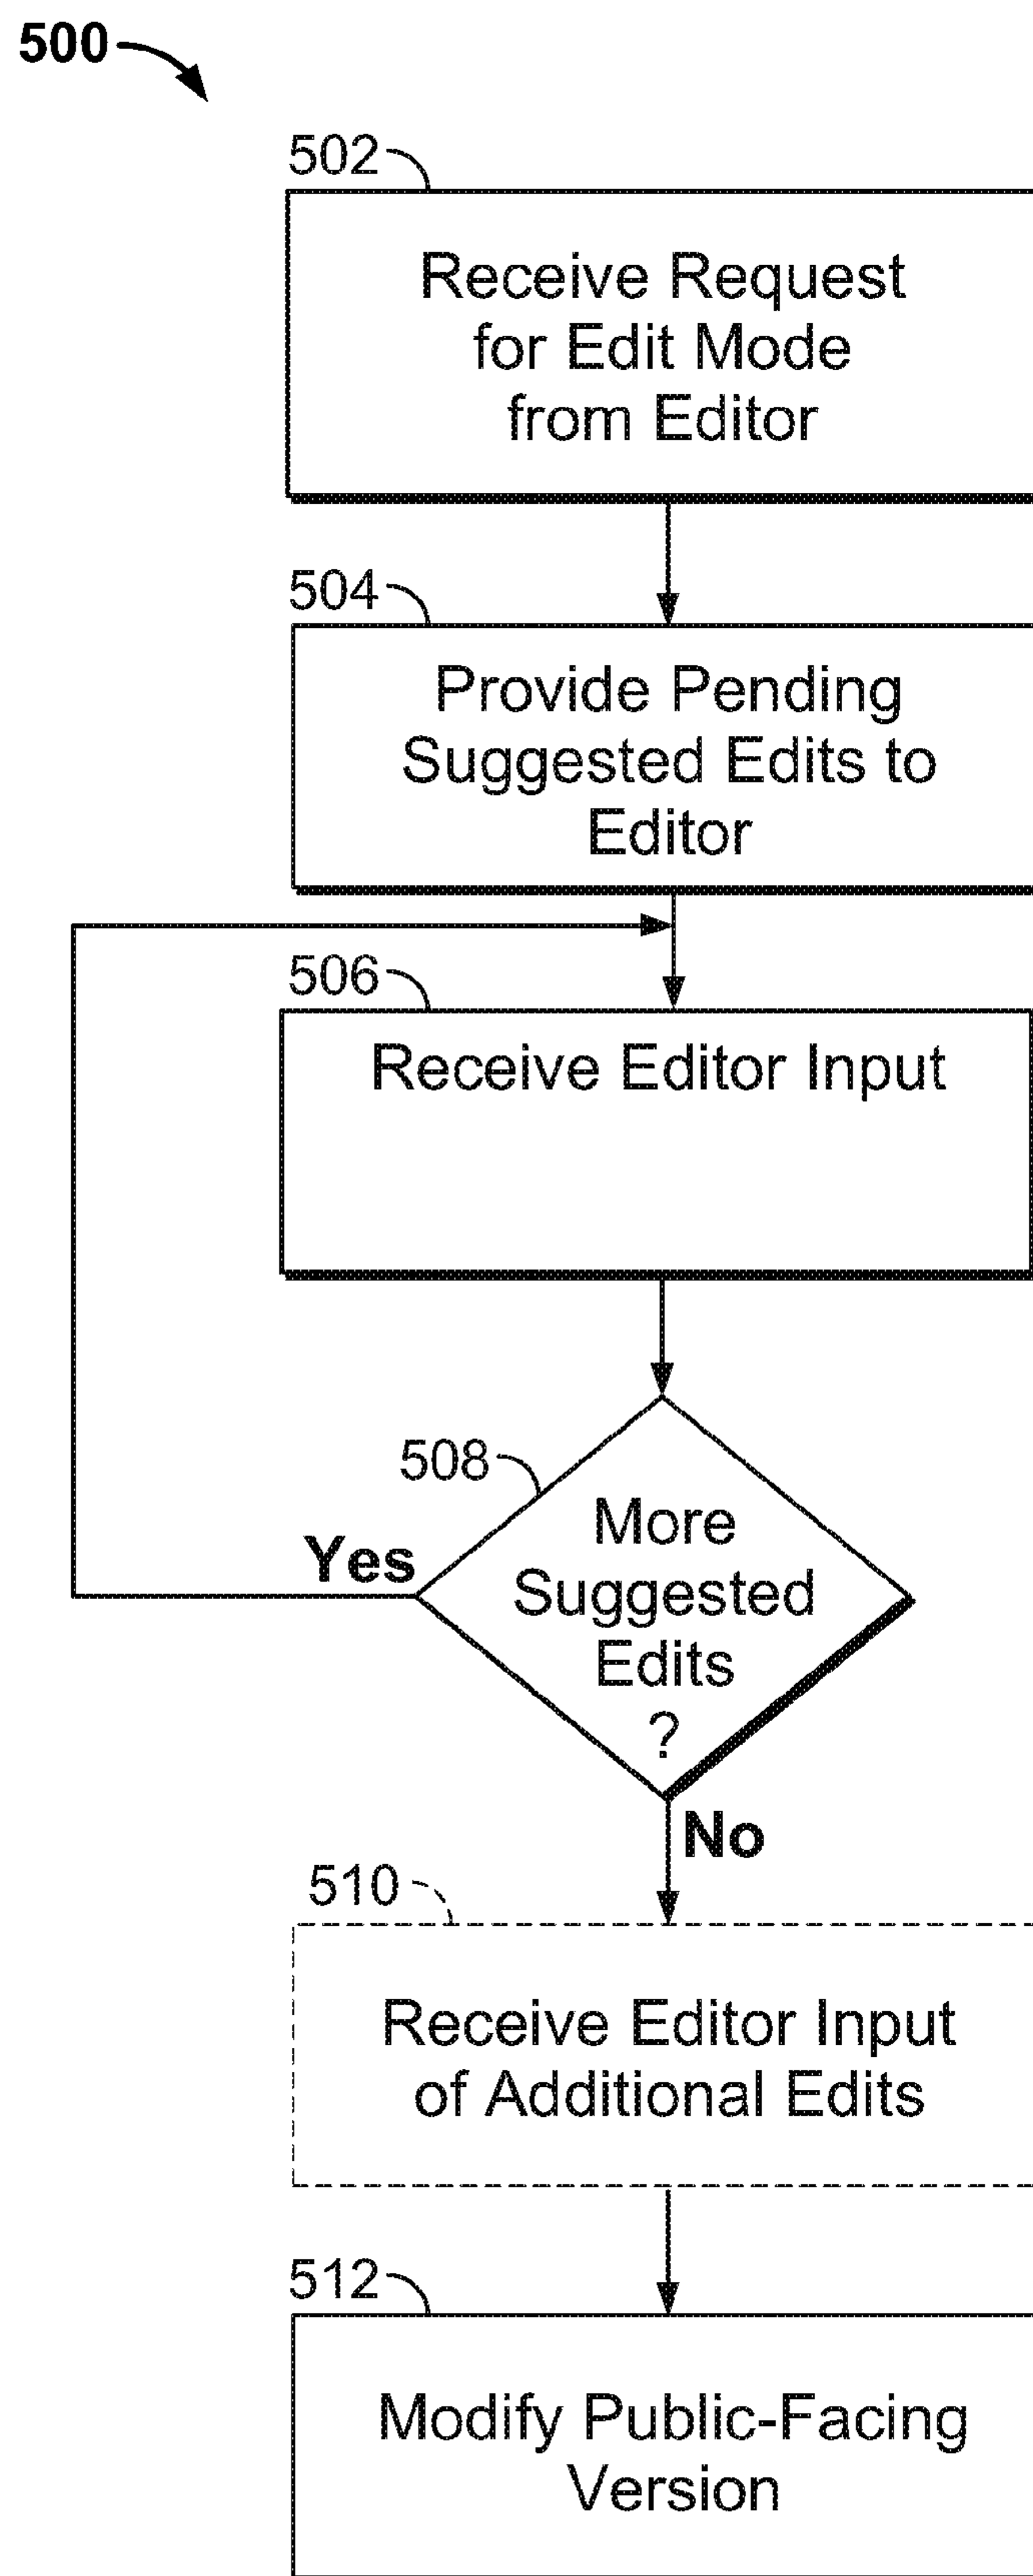 500
502
Receive Request
for Edit Mode
from Editor
504
Provide Pending
Suggested Edits to
Editor
506
Receive Editor Input
508
More
Suggested
Edits
?
Yes
No
510
Receive Editor Input
of Additional Edits
512
Modify Public-Facing
Version